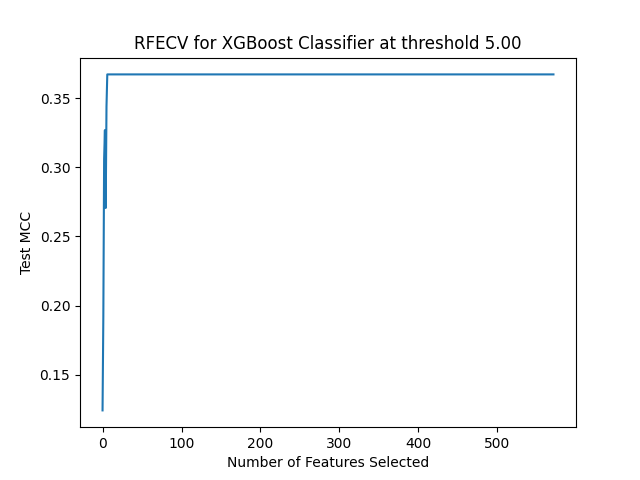 RFECV for XGBoost Classifier at threshold 5.00
0.35
0.30
0.25
0.20
0.15
Test MCC
0 100 200 300 400 500
Number of Features Selected